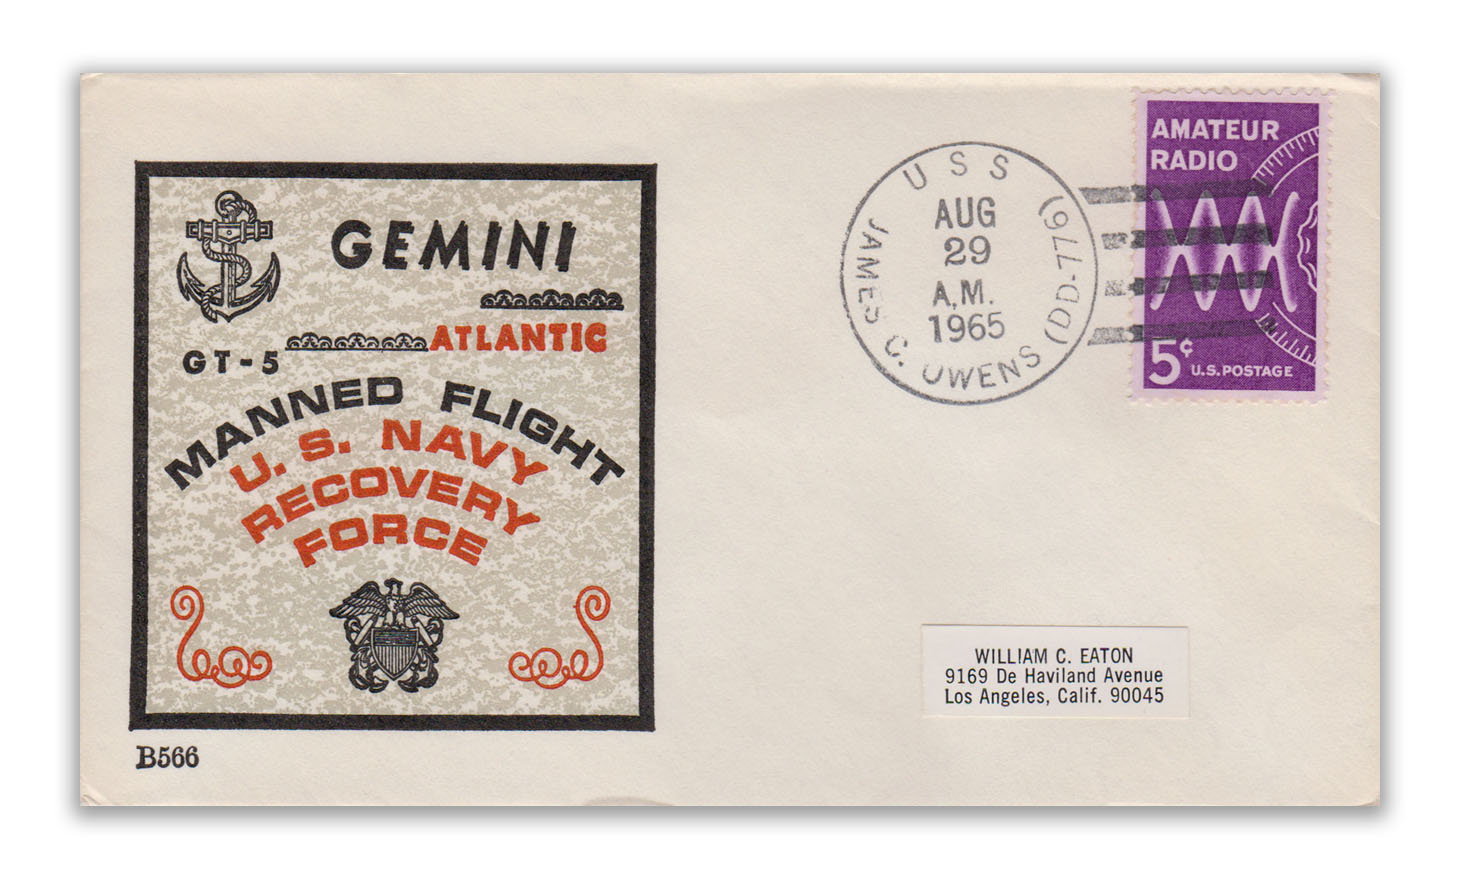 GEMINI
ATLANTIC
GT-5
MANNED FLIGHT
U. S. NAVY
RECOVERY
FORCE
B566
USS
JAMES C. OWENS (DD-776)
AUG
29
A.M.
1965
AMATEUR
RADIO
5¢ U.S. POSTAGE
WILLIAM C. EATON
9169 De Haviland Avenue
Los Angeles, Calif. 90045